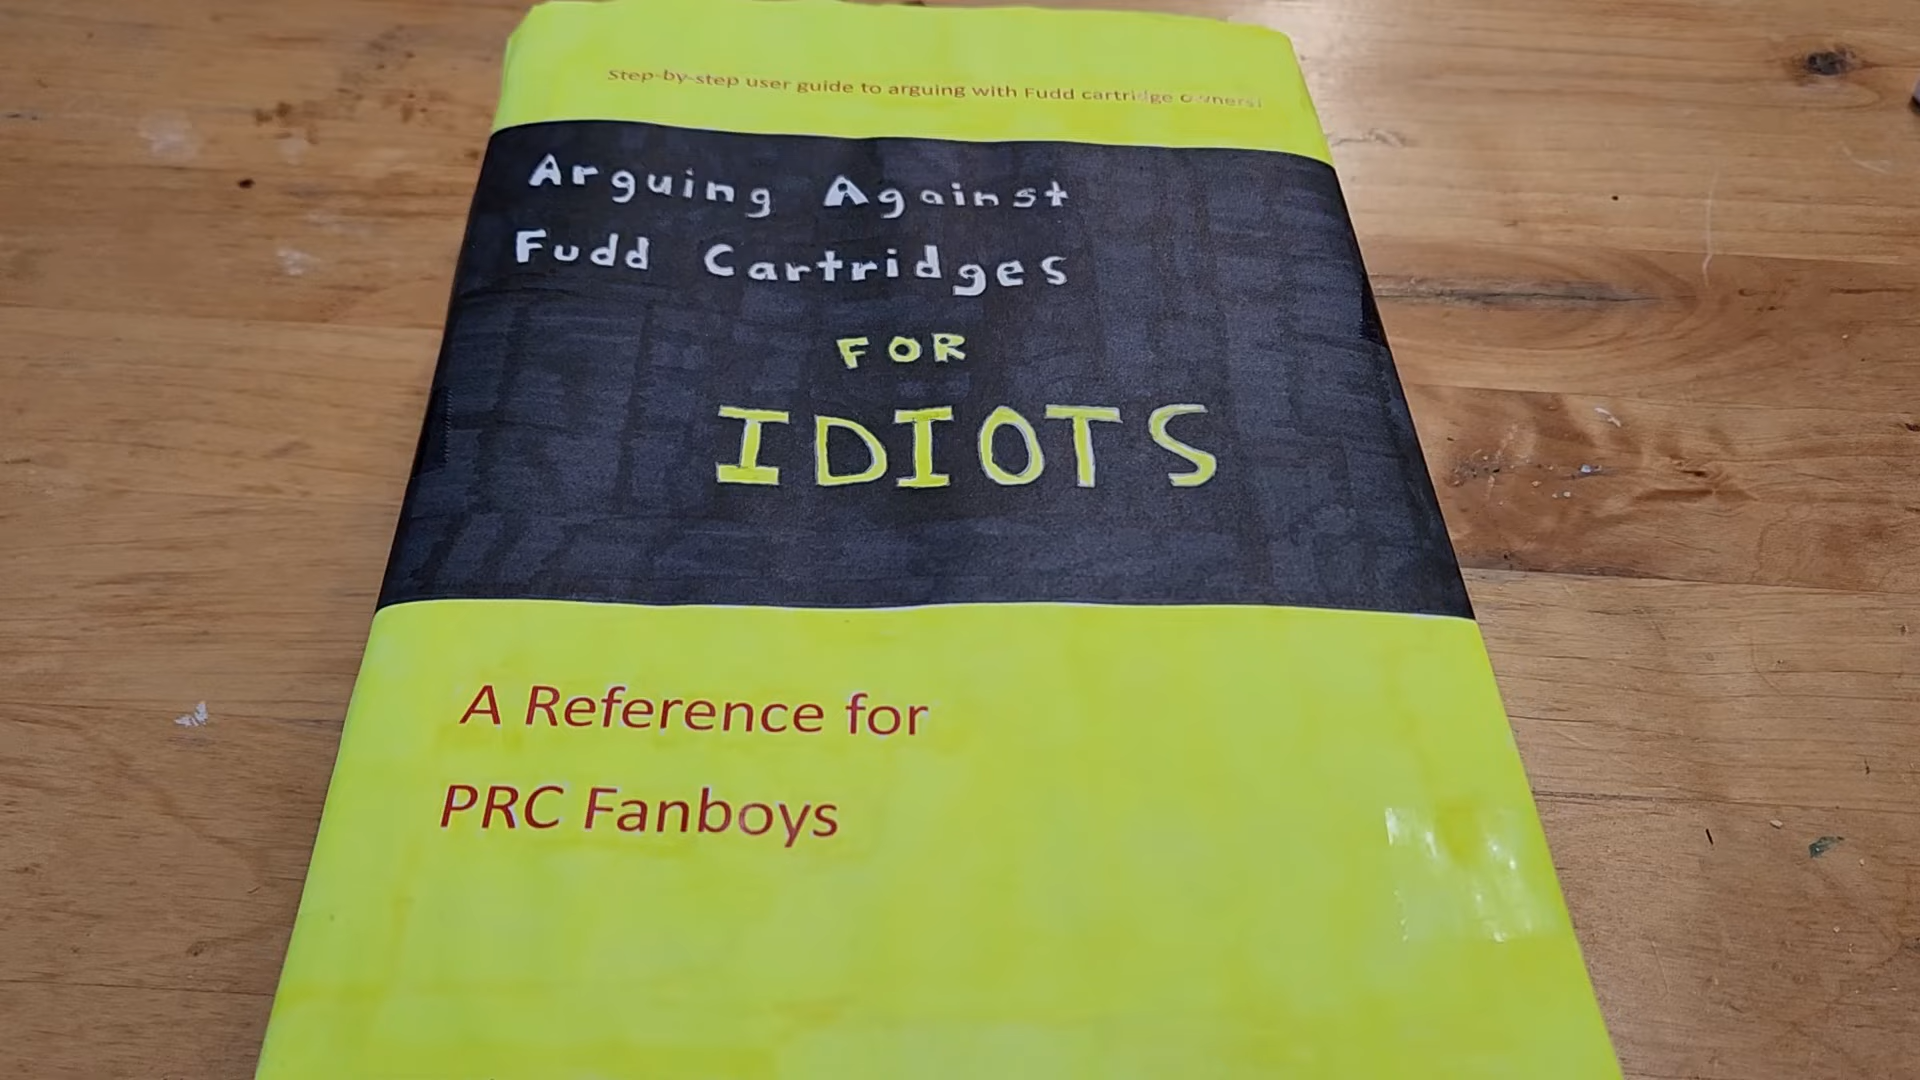 Step-by-step user guide to arguing with Fudd cartridge owners!
Arguing Against
Fudd Cartridges
FOR
IDIOTS
A Reference for
PRC Fanboys